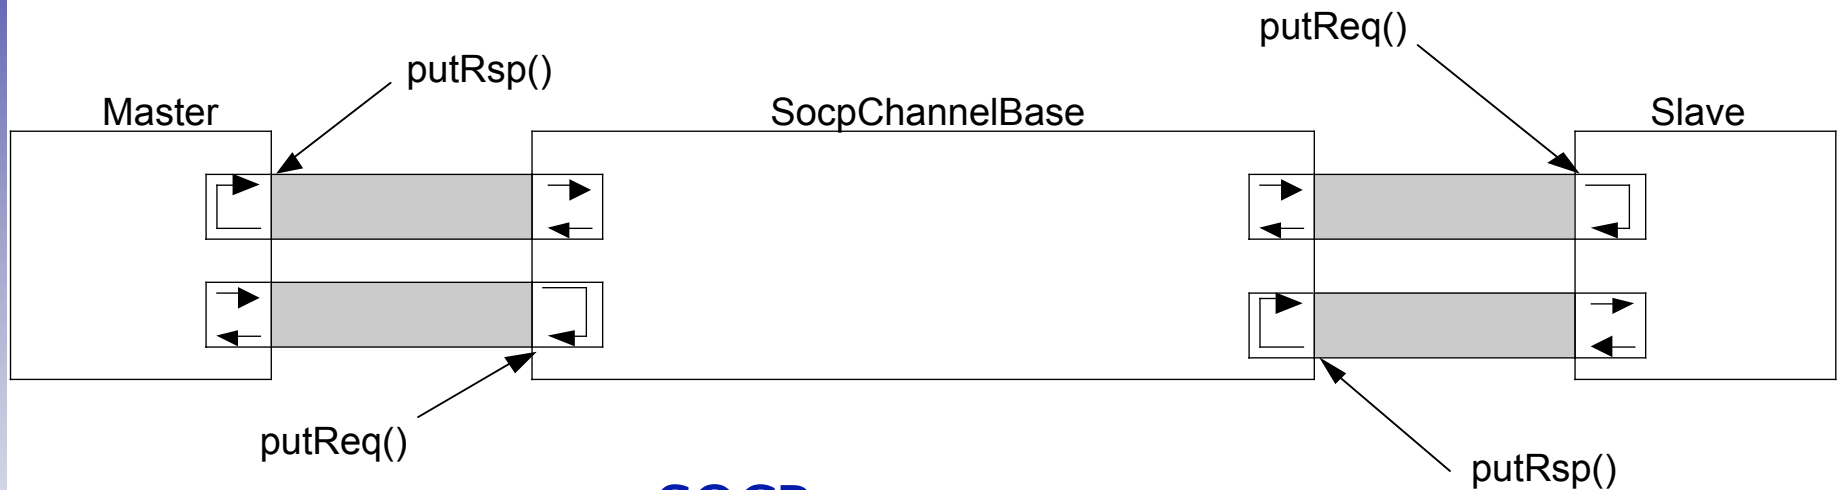 putReq()
putRsp()
Master
SocpChannelBase
Slave
putReq()
putRsp()